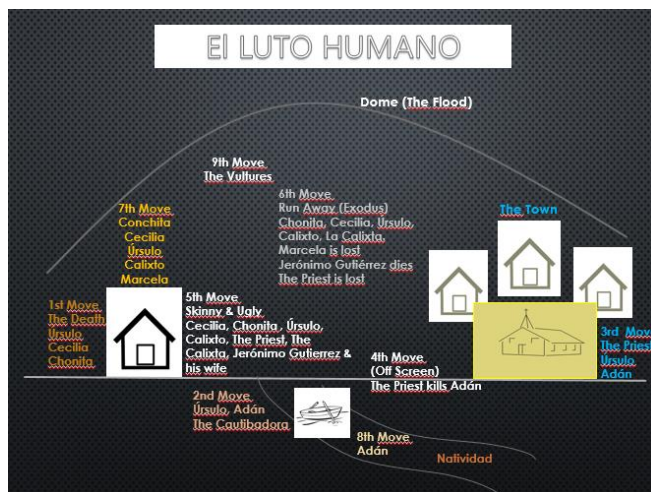 El LUTO HUMANO
Dome (The Flood)
9th Move
The Vultures
7th Move
Conchita
Cecilia
Úrsulo
Calixto
Marcela
6th Move
Run Away (Exodus)
Chonita, Cecilia, Úrsulo,
Calixto, La Calixta,
Marcela is lost
Jerónimo Gutiérrez dies
The Priest is lost
The Town
1st Move
The Death
Úrsulo
Cecilia
Chonita
5th Move
Skinny & Ugly
Cecilia, Chonita, Úrsulo,
Calixto, The Priest, The
Calixta, Jerónimo Gutierrez &
his wife
4th Move
(Off Screen)
The Priest kills Adán
3rd Move
The Priest
Úrsulo
Adán
2nd Move
Úrsulo, Adán
The Cautibadora
8th Move
Adán
Natividad